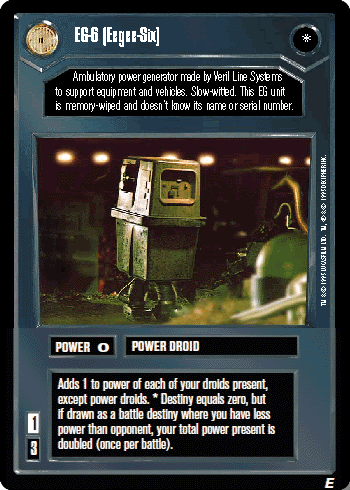 EG-6 (Eegee-Six)
*
Ambulatory power generator made by Veril Line Systems
to support equipment and vehicles. Slow-witted. This EG unit
is memory-wiped and doesn't know its name or serial number.
POWER 0
POWER DROID
Adds 1 to power of each of your droids present,
except power droids. * Destiny equals zero, but
if drawn as a battle destiny where you have less
power than opponent, your total power present is
doubled (once per battle).
1
3
E